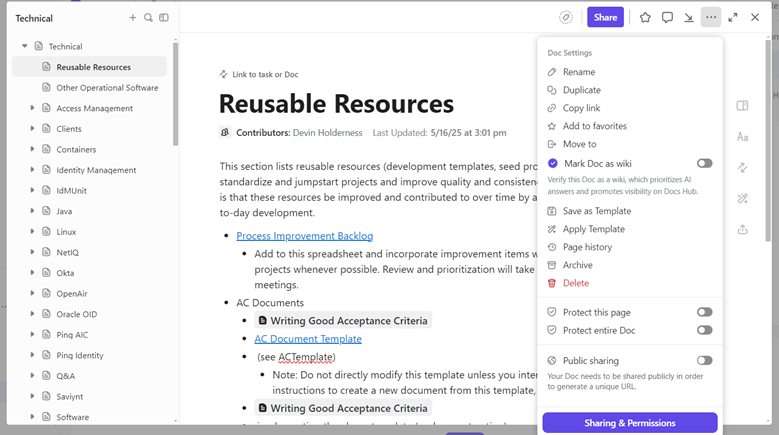 Technical
Share
Technical
Reusable Resources
Other Operational Software
Access Management
Clients
Containers
Identity Management
IdMUnit
Java
Linux
NetIQ
Okta
OpenAir
Oracle OID
Ping AIC
Ping Identity
Q&A
Saviynt
Software
Link to task or Doc
Reusable Resources
Contributors: Devin Holderness Last Updated: 5/16/25 at 3:01 pm
This section lists reusable resources (development templates, seed
standardize and jumpstart projects and improve quality and
is that these resources be improved and contributed to over time by
to-day development.
Process Improvement Backlog
Add to this spreadsheet and incorporate improvement items
projects whenever possible. Review and prioritization will take
meetings.
AC Documents
Writing Good Acceptance Criteria
AC Document Template
(see ACTemplate)
Note: Do not directly modify this template unless you
instructions to create a new document from this template,
Writing Good Acceptance Criteria
Doc Settings
Rename
Duplicate
Copy link
Add to favorites
Move to
Mark Doc as wiki
Verify this Doc as a wiki, which prioritizes AI
answers and promotes visibility on Docs Hub.
Save as Template
Apply Template
Page history
Archive
Delete
Protect this page
Protect entire Doc
Public sharing
Your Doc needs to be shared publicly in order
to generate a unique URL.
Sharing & Permissions
Aa